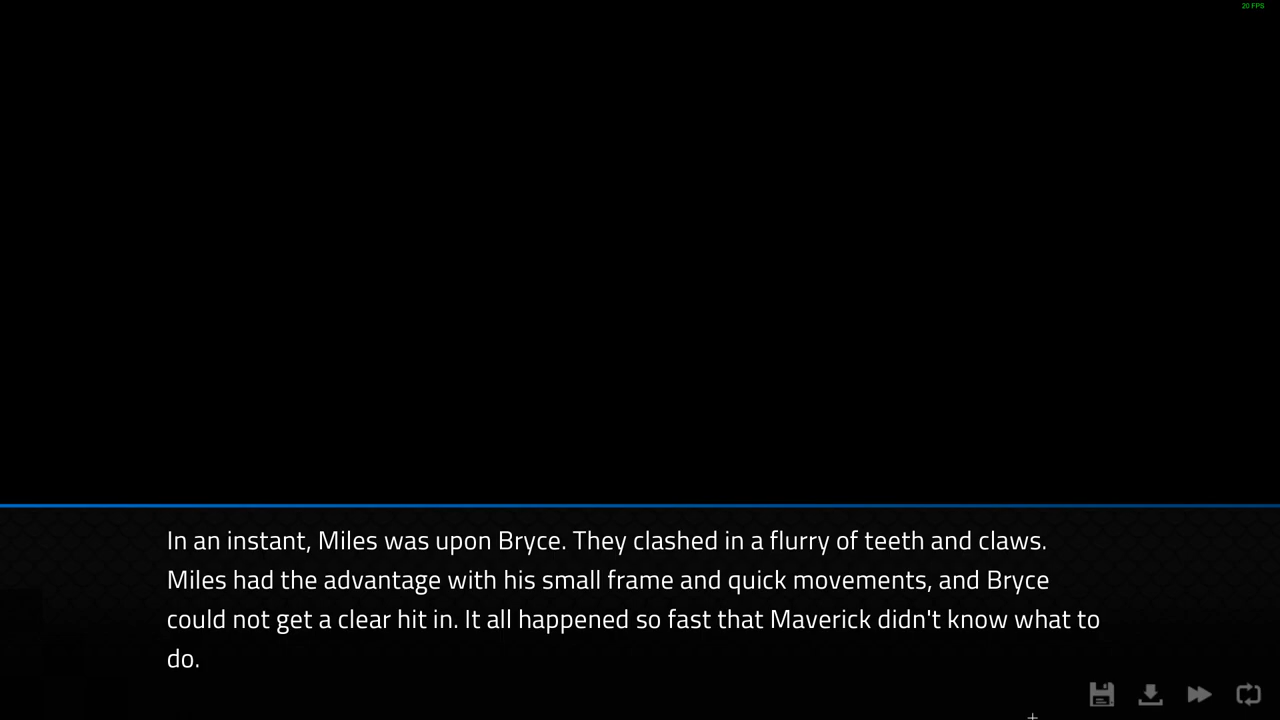 20 FPS
In an instant, Miles was upon Bryce. They clashed in a flurry of teeth and claws.
Miles had the advantage with his small frame and quick movements, and Bryce
could not get a clear hit in. It all happened so fast that Maverick didn't know what to
do.